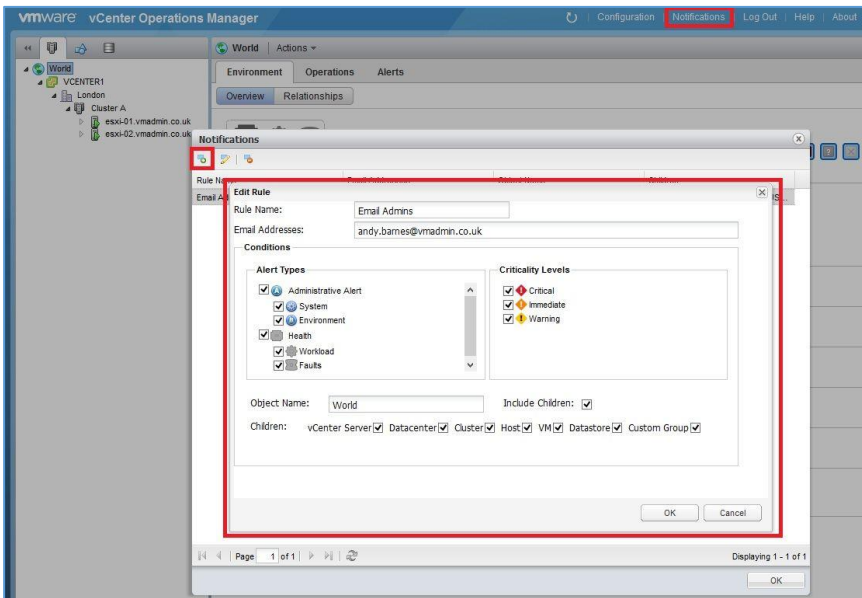 vmware vCenter Operations Manager
Configuration Notifications Log Out Help About
World Actions
World
VCENTER1
London
Cluster A
esxi-01.vmadmin.co.uk
esxi-02.vmadmin.co.uk
Environment Operations Alerts
Overview Relationships
Notifications
Rule Name
Email
Edit Rule
Rule Name: Email Admins
Email Addresses: andy.barnes@vmadmin.co.uk
Conditions
Alert Types
Administrative Alert
System
Environment
Health
Workload
Faults
Criticality Levels
Critical
Immediate
Warning
Object Name: World Include Children:
Children: vCenter Server Datacenter Cluster Host VM Datastore Custom Group
OK Cancel
Page 1 of 1 Displaying 1 - 1 of 1
OK